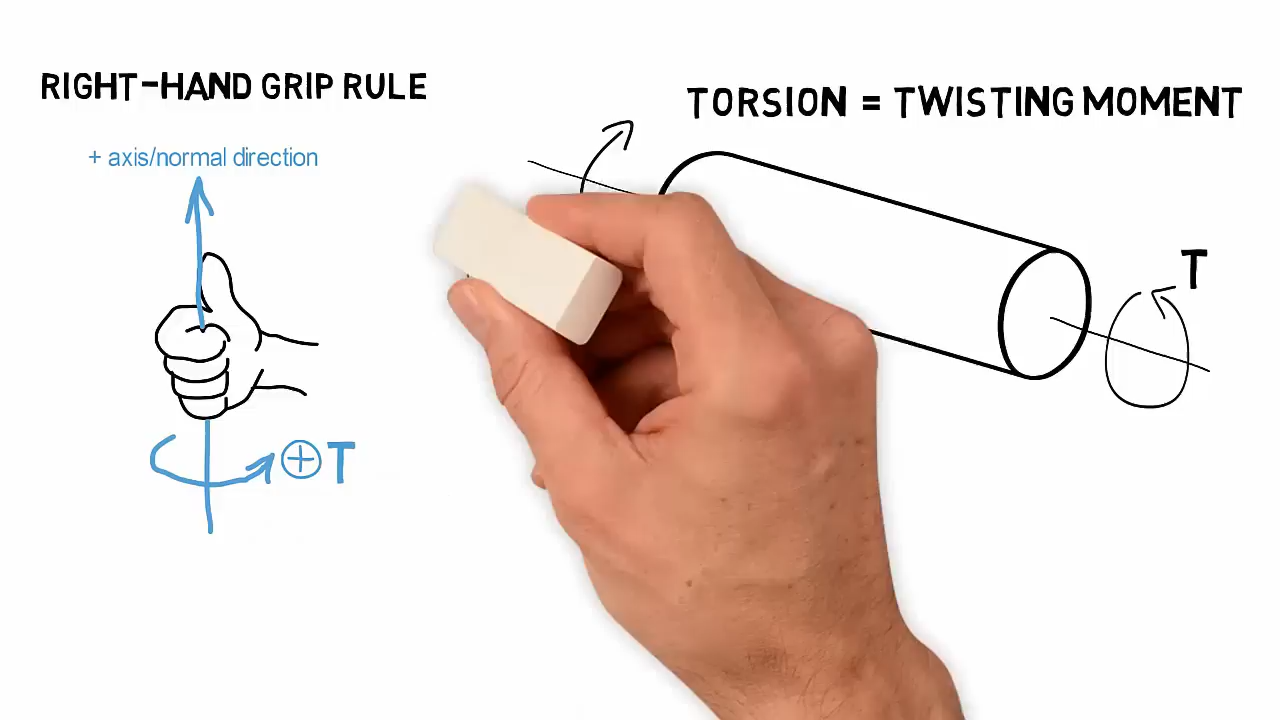 RIGHT-HAND GRIP RULE
+ axis/normal direction
⊕ T
TORSION = TWISTING MOMENT
T